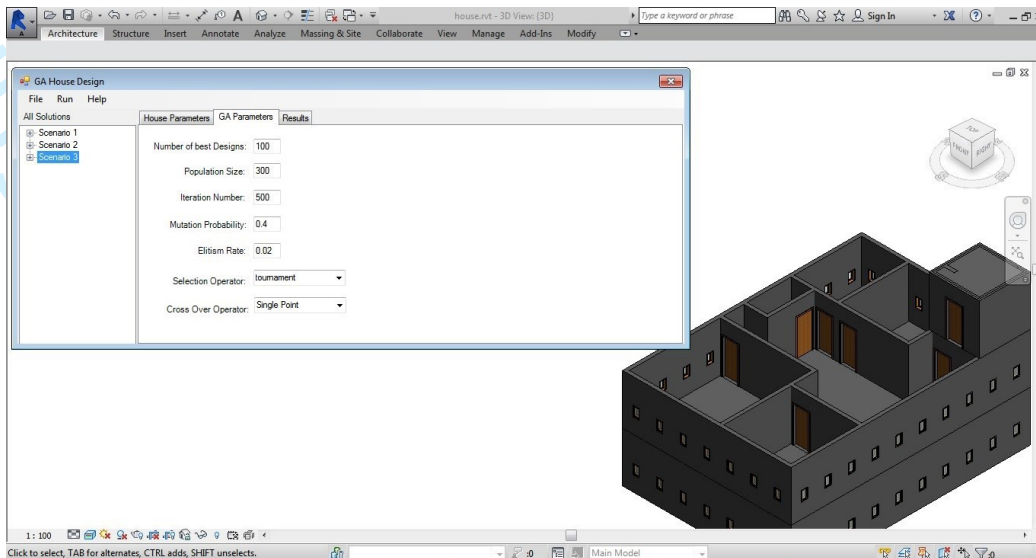 house.rvt - 3D View: {3D}
Type a keyword or phrase
Sign In
Architecture Structure Insert Annotate Analyze Massing & Site Collaborate View Manage Add-Ins Modify
GA House Design
File Run Help
All Solutions
House Parameters GA Parameters Results
Scenario 1
Scenario 2
Scenario 3
Number of best Designs: 100
Population Size: 300
Iteration Number: 500
Mutation Probability: 0.4
Elitism Rate: 0.02
Selection Operator: tournament
Cross Over Operator: Single Point
TOP
FRONT RIGHT
1 : 100
Click to select, TAB for alternates, CTRL adds, SHIFT unselects.
:0
Main Model
:0